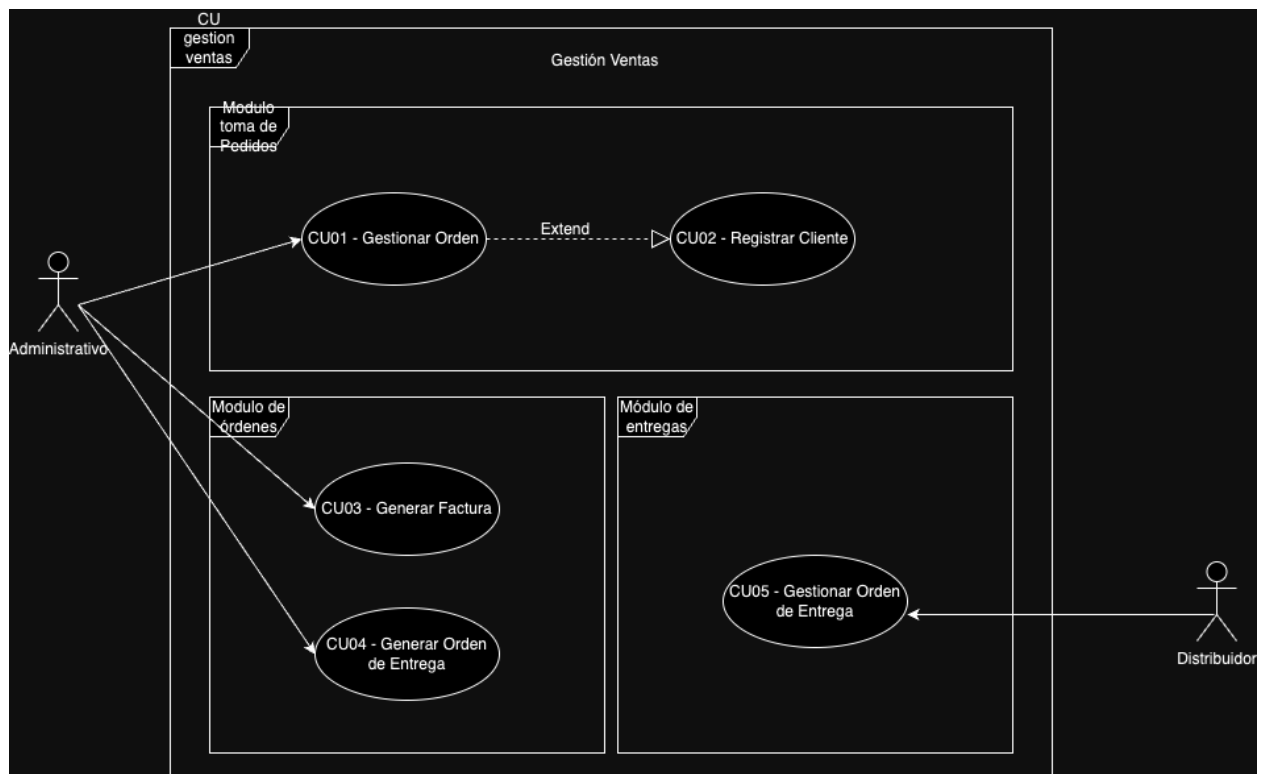 CU
gestion
ventas
Gestión Ventas
Modulo
toma de
Pedidos
CU01 - Gestionar Orden
Extend
CU02 - Registrar Cliente
Administrativo
Modulo de
órdenes
Módulo de
entregas
CU03 - Generar Factura
CU05 - Gestionar Orden
de Entrega
CU04 - Generar Orden
de Entrega
Distribuidor